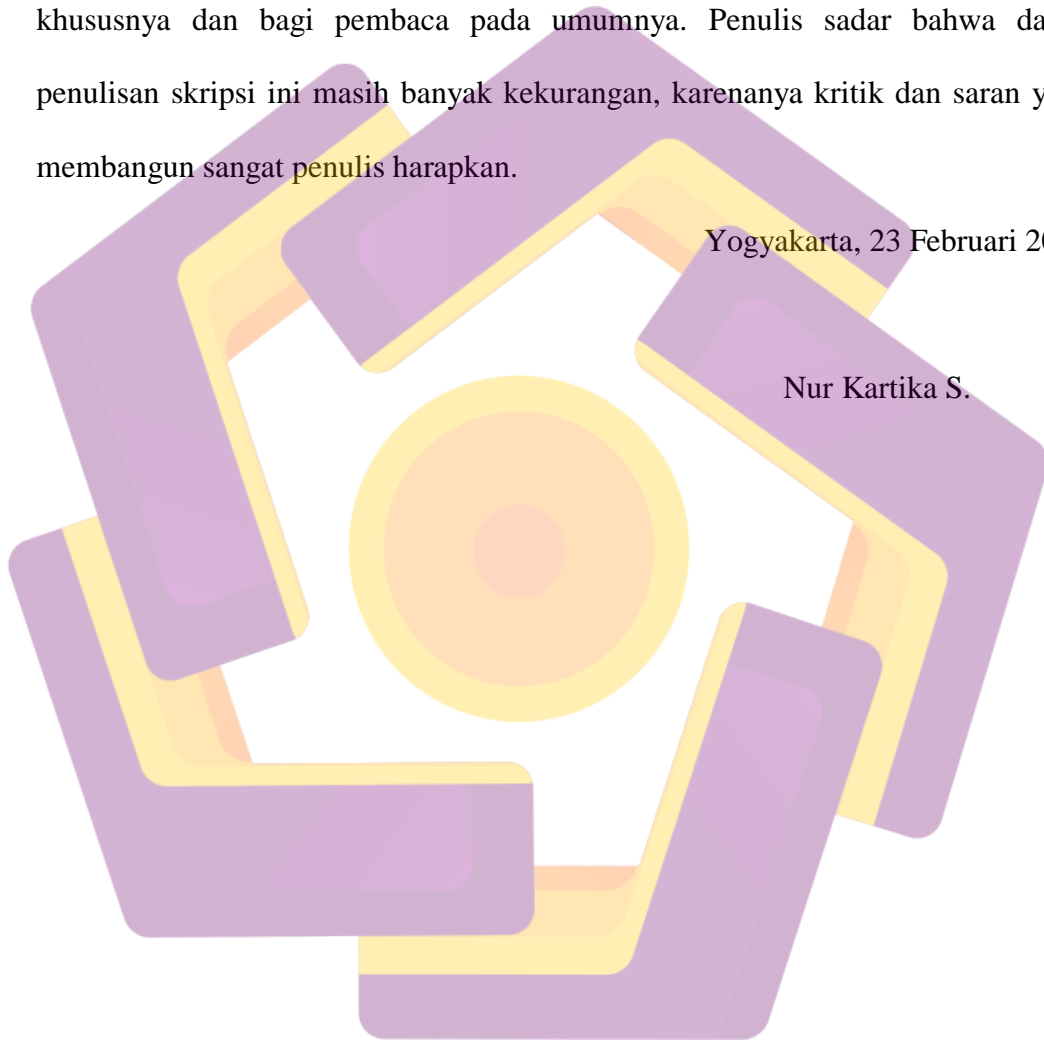 khususnya dan bagi pembaca pada umumnya. Penulis sadar bahwa da
penulisan skripsi ini masih banyak kekurangan, karenanya kritik dan saran y
membangun sangat penulis harapkan.
Yogyakarta, 23 Februari 20
Nur Kartika S.